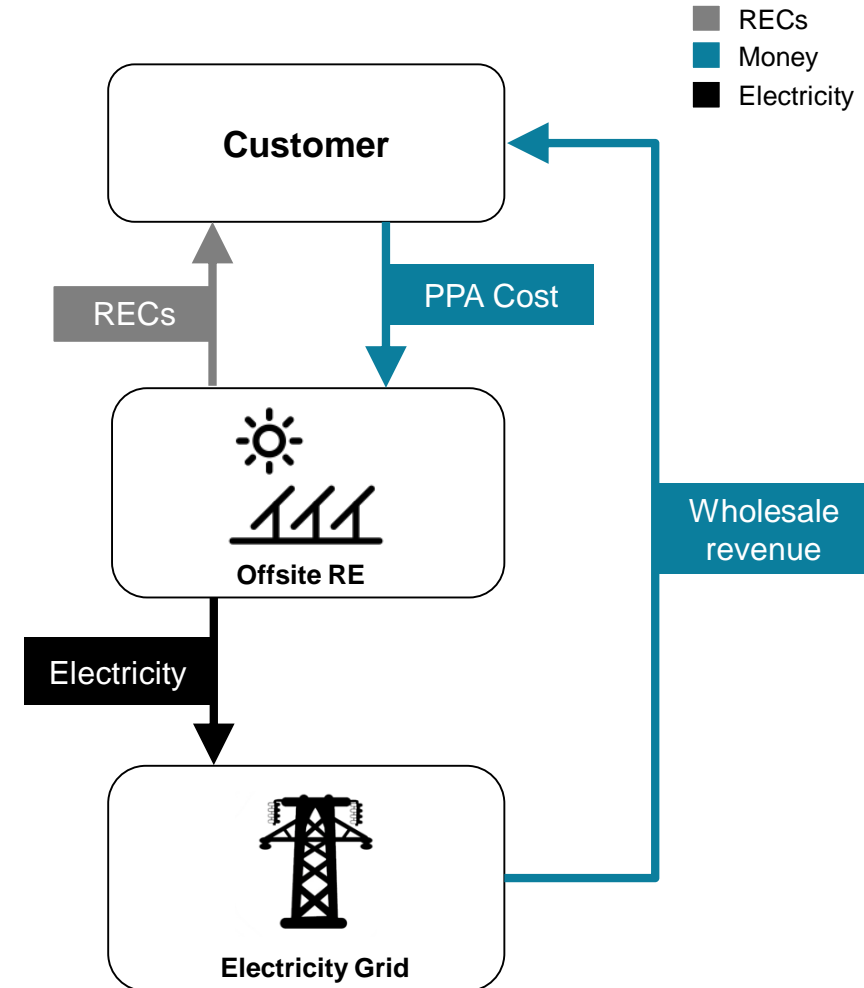 RECs
Money
Electricity
Customer
RECs
PPA Cost
Offsite RE
Wholesale
revenue
Electricity
Electricity Grid